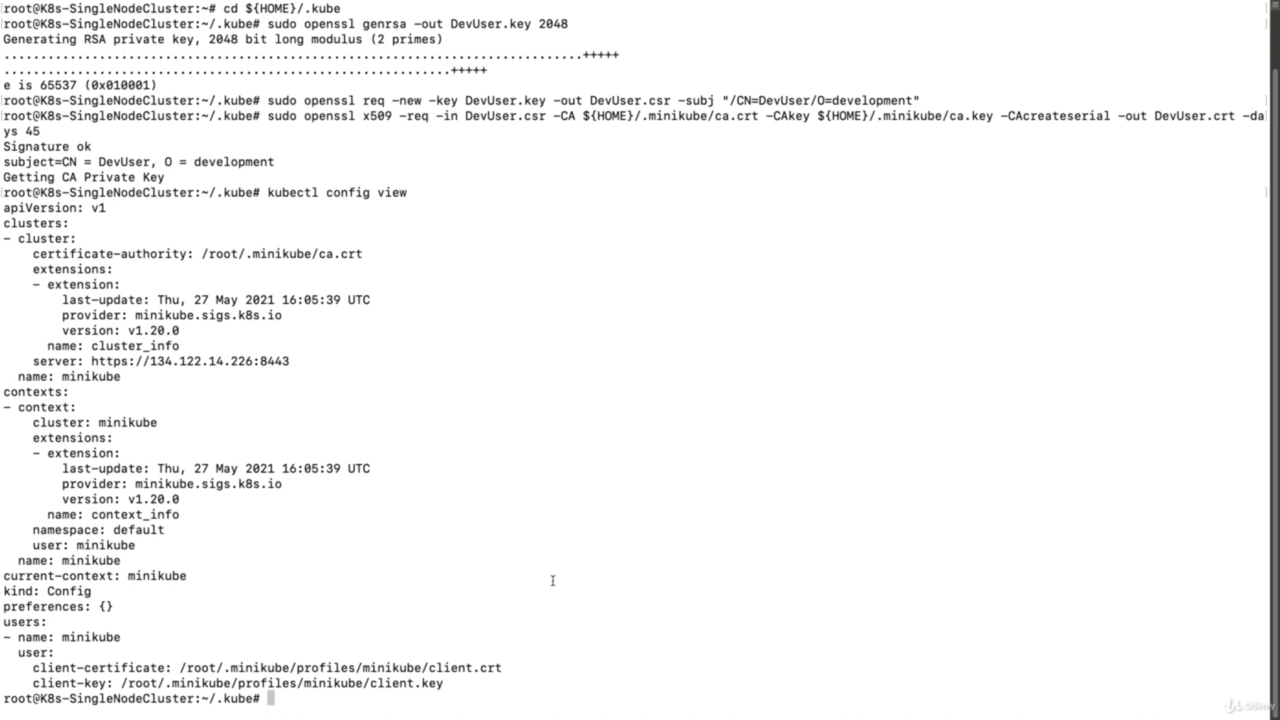 root@K8s-SingleNodeCluster:~# cd ${HOME}/.kube
root@K8s-SingleNodeCluster:~/.kube# sudo openssl genrsa -out DevUser.key 2048
Generating RSA private key, 2048 bit long modulus (2 primes)
...............................................................................+++++
.............................................................+++++
e is 65537 (0x010001)
root@K8s-SingleNodeCluster:~/.kube# sudo openssl req -new -key DevUser.key -out DevUser.csr -subj "/CN=DevUser/O=development"
root@K8s-SingleNodeCluster:~/.kube# sudo openssl x509 -req -in DevUser.csr -CA ${HOME}/.minikube/ca.crt -CAkey ${HOME}/.minikube/ca.key -CAcreateserial -out DevUser.crt -da
ys 45
Signature ok
subject=CN = DevUser, O = development
Getting CA Private Key
root@K8s-SingleNodeCluster:~/.kube# kubectl config view
apiVersion: v1
clusters:
- cluster:
    certificate-authority: /root/.minikube/ca.crt
    extensions:
    - extension:
        last-update: Thu, 27 May 2021 16:05:39 UTC
        provider: minikube.sigs.k8s.io
        version: v1.20.0
      name: cluster_info
    server: https://134.122.14.226:8443
  name: minikube
contexts:
- context:
    cluster: minikube
    extensions:
    - extension:
        last-update: Thu, 27 May 2021 16:05:39 UTC
        provider: minikube.sigs.k8s.io
        version: v1.20.0
      name: context_info
    namespace: default
    user: minikube
  name: minikube
current-context: minikube
kind: Config
preferences: {}
users:
- name: minikube
  user:
    client-certificate: /root/.minikube/profiles/minikube/client.crt
    client-key: /root/.minikube/profiles/minikube/client.key
root@K8s-SingleNodeCluster:~/.kube#
Udemy